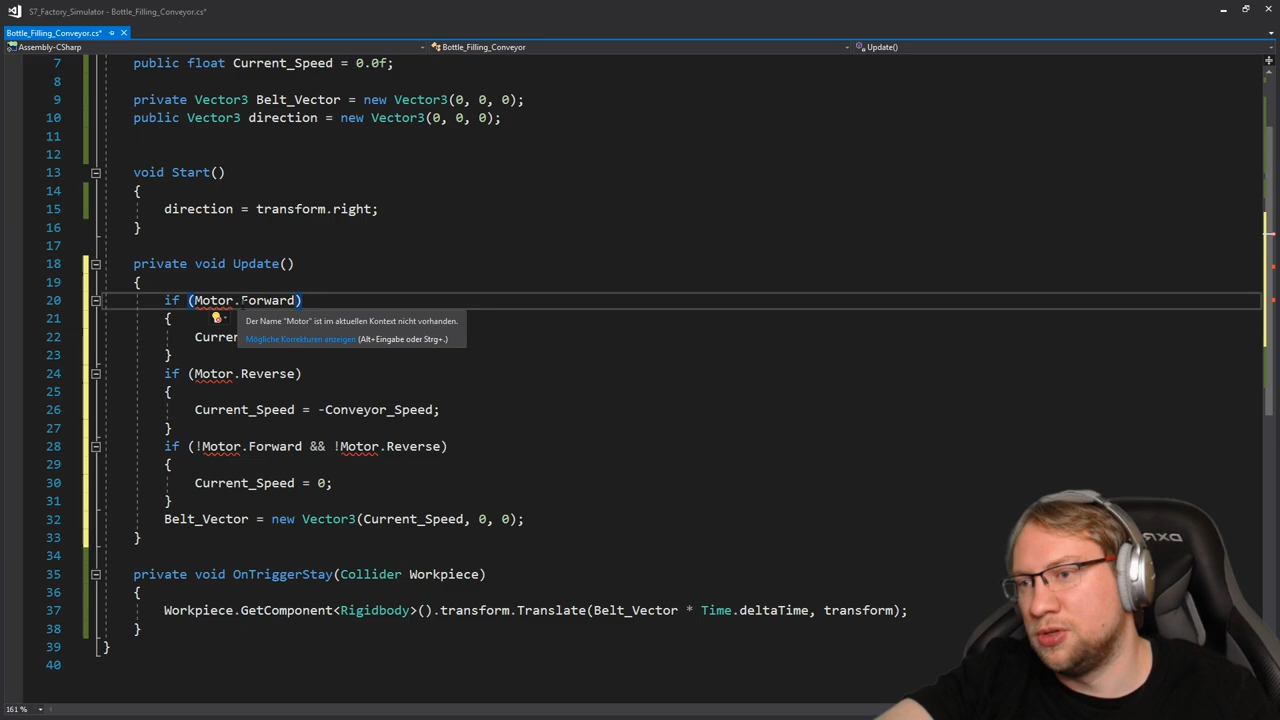 S7_Factory_Simulator - Bottle_Filling_Conveyor.cs*
Bottle_Filling_Conveyor.cs*
Assembly-CSharp Bottle_Filling_Conveyor Update()
7 public float Current_Speed = 0.0f;
8
9 private Vector3 Belt_Vector = new Vector3(0, 0, 0);
10 public Vector3 direction = new Vector3(0, 0, 0);
11
12
13 void Start()
14 {
15 direction = transform.right;
16 }
17
18 private void Update()
19 {
20 if (Motor.Forward)
21 {
Der Name "Motor" ist im aktuellen Kontext nicht vorhanden.
22 Curren
Mögliche Korrekturen anzeigen (Alt+Eingabe oder Strg+.)
23 }
24 if (Motor.Reverse)
25 {
26 Current_Speed = -Conveyor_Speed;
27 }
28 if (!Motor.Forward && !Motor.Reverse)
29 {
30 Current_Speed = 0;
31 }
32 Belt_Vector = new Vector3(Current_Speed, 0, 0);
33 }
34
35 private void OnTriggerStay(Collider Workpiece)
36 {
37 Workpiece.GetComponent<Rigidbody>().transform.Translate(Belt_Vector * Time.deltaTime, transform);
38 }
39 }
40
161 %
DXR